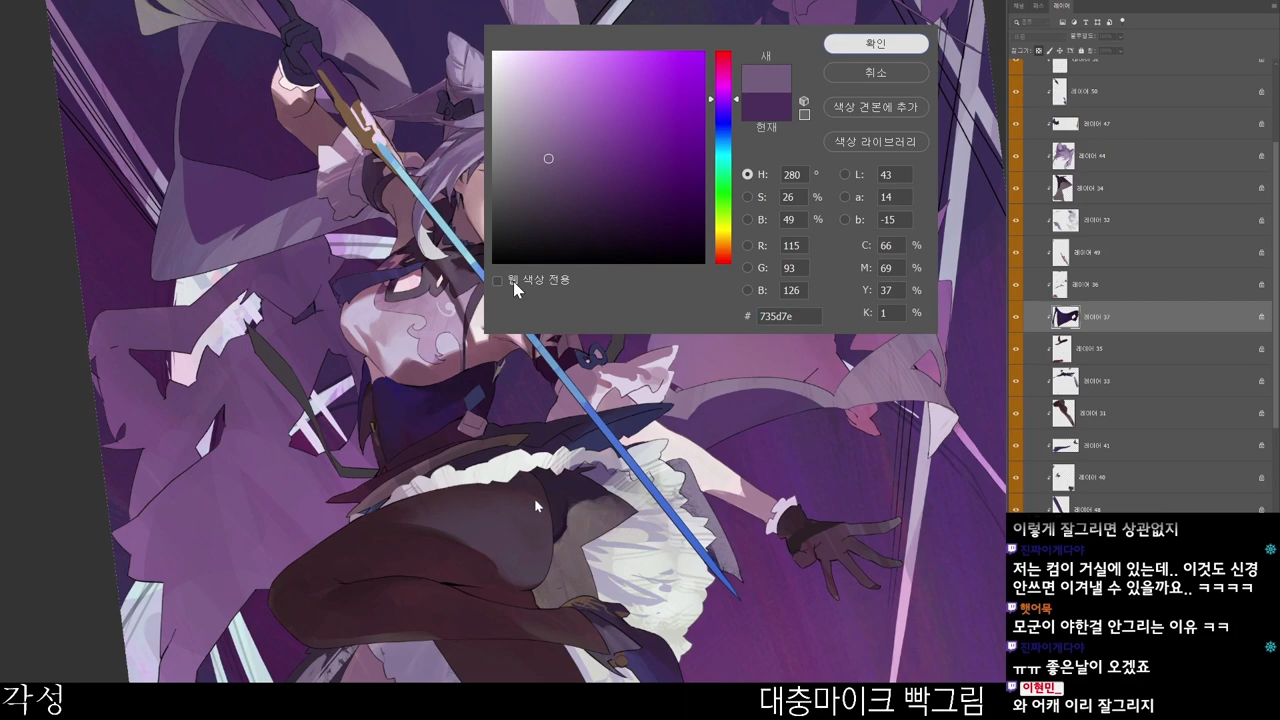 채널 패스 레이어
새
현재
확인
취소
색상 견본에 추가
색상 라이브러리
웹 색상 전용
H: 280 °
S: 26 %
B: 49 %
R: 115
G: 93
B: 126
# 735d7e
L: 43
a: 14
b: -15
C: 66 %
M: 69 %
Y: 37 %
K: 1 %
레이어 47
레이어 44
레이어 34
레이어 32
레이어 49
레이어 36
레이어 37
레이어 35
레이어 33
레이어 31
레이어 41
레이어 40
이렇게 잘그리면 상관없지
진짜이게다야
저는 컴이 거실에 있는데.. 이것도 신경
안쓰면 이겨낼 수 있을까요.. ㅋㅋㅋㅋ
햇어묵
모군이 야한걸 안그리는 이유 ㅋㅋ
진짜이게다야
ㅠㅠ 좋은날이 오겠죠
이현민_
와 어캐 이리 잘그리지
각성
대충마이크 빡그림